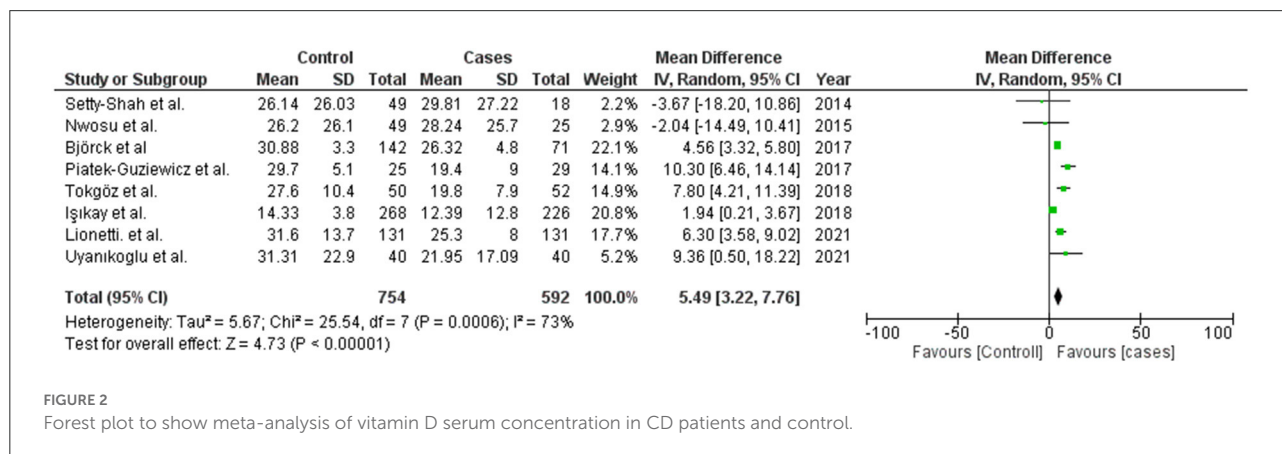 Control Cases Mean Difference Mean Difference
Study or Subgroup Mean SD Total Mean SD Total Weight IV, Random, 95% CI Year IV, Random, 95% CI
Setty-Shah et al. 26.14 26.03 49 29.81 27.22 18 2.2% -3.67 [-18.20, 10.86] 2014
Nwosu et al. 26.2 26.1 49 28.24 25.7 25 2.9% -2.04 [-14.49, 10.41] 2015
Björck et al. 30.88 3.3 142 26.32 4.8 71 22.1% 4.56 [3.32, 5.80] 2017
Piatek-Guziewicz et al. 29.7 5.1 25 19.4 9 29 14.1% 10.30 [6.46, 14.14] 2017
Tokgöz et al. 27.6 10.4 50 19.8 7.9 52 14.9% 7.80 [4.21, 11.39] 2018
Işıkay et al. 14.33 3.8 268 12.39 12.8 226 20.8% 1.94 [0.21, 3.67] 2018
Lionetti. et al. 31.6 13.7 131 25.3 8 131 17.7% 6.30 [3.58, 9.02] 2021
Uyanıkoglu et al. 31.31 22.9 40 21.95 17.09 40 5.2% 9.36 [0.50, 18.22] 2021
Total (95% CI) 754 592 100.0% 5.49 [3.22, 7.76]
Heterogeneity: Tau² = 5.67; Chi² = 25.54, df = 7 (P = 0.0006); I² = 73%
Test for overall effect: Z = 4.73 (P < 0.00001)
-100 -50 0 50 100
Favours [Controll] Favours [cases]
FIGURE 2
Forest plot to show meta-analysis of vitamin D serum concentration in CD patients and control.